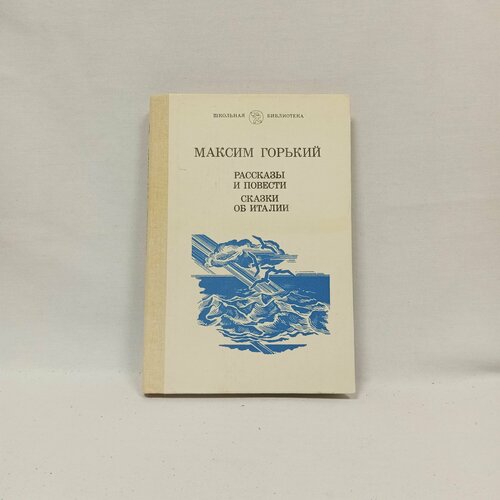 ШКОЛЬНАЯ БИБЛИОТЕКА
МАКСИМ ГОРЬКИЙ
РАССКАЗЫ
И ПОВЕСТИ
СКАЗКИ
ОБ ИТАЛИИ